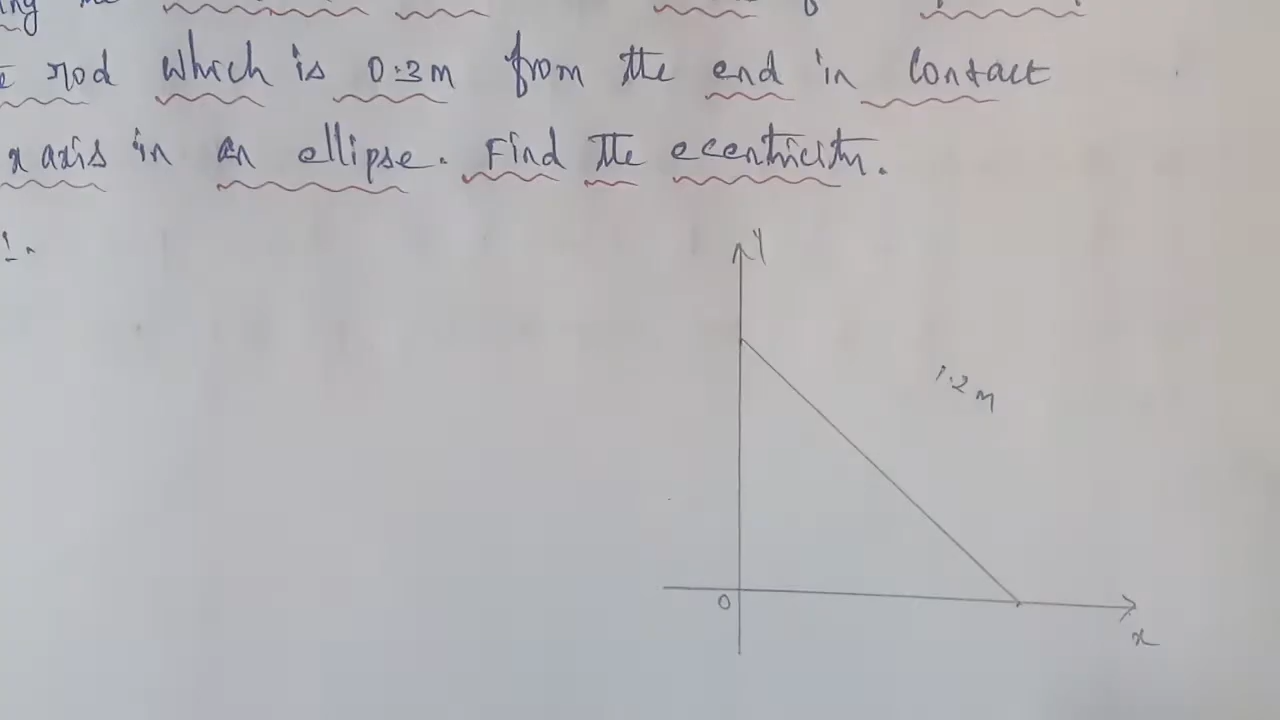 rod which is 0.3m from the end in contact
x axis in an ellipse. Find the ecentricity.
Y
1.2 m
0
x